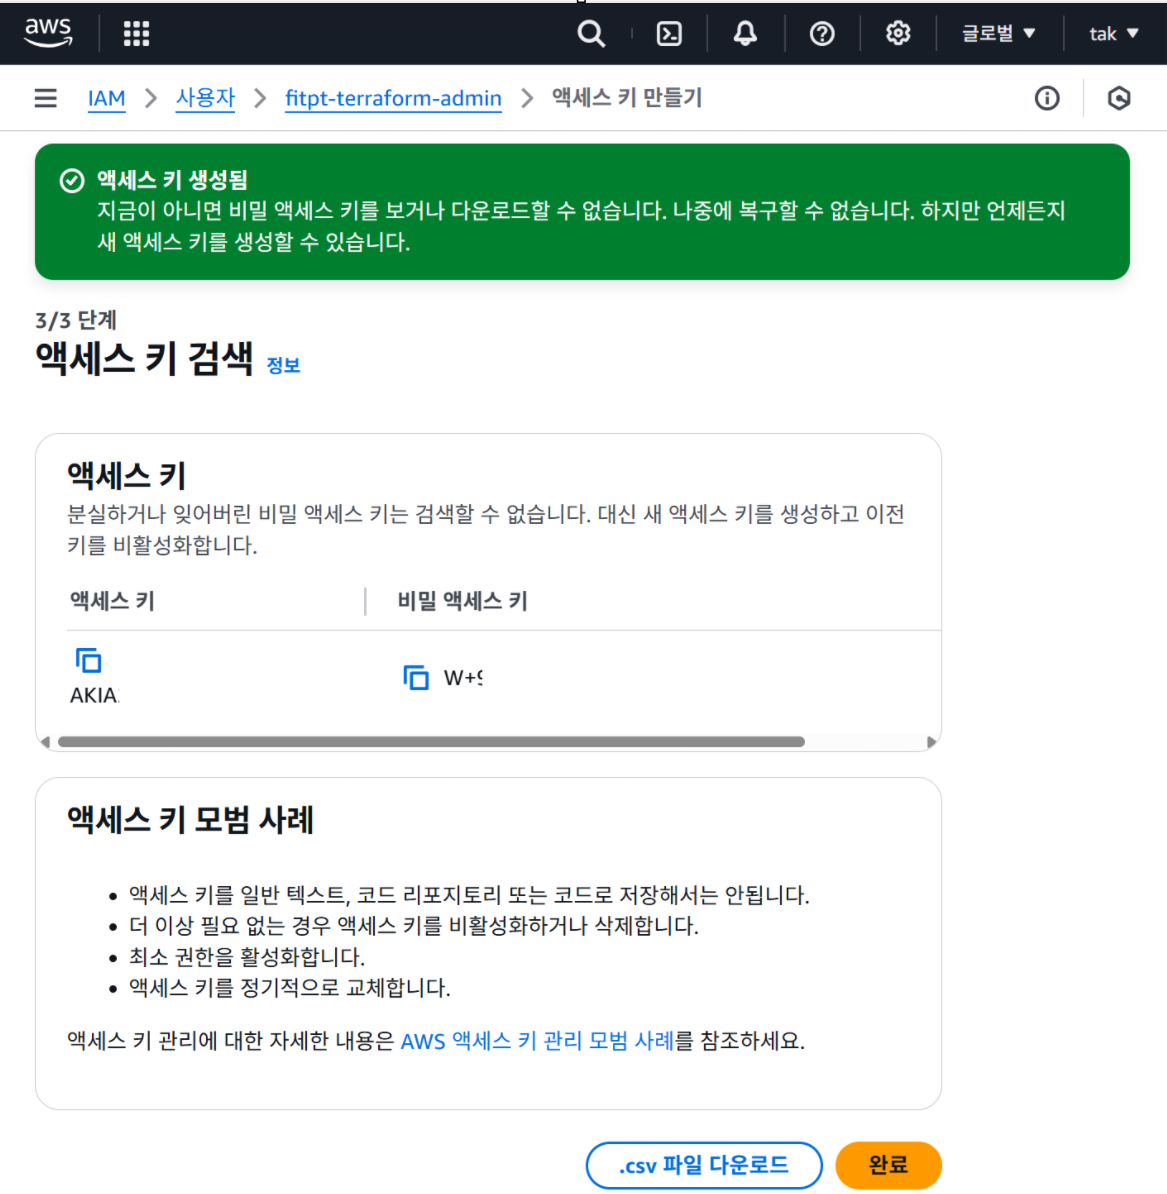 aws
글로벌 ▼
tak ▼
IAM > 사용자 > fitpt-terraform-admin > 액세스 키 만들기
액세스 키 생성됨
지금이 아니면 비밀 액세스 키를 보거나 다운로드할 수 없습니다. 나중에 복구할 수 없습니다. 하지만 언제든지
새 액세스 키를 생성할 수 있습니다.
3/3 단계
액세스 키 검색 정보
액세스 키
분실하거나 잊어버린 비밀 액세스 키는 검색할 수 없습니다. 대신 새 액세스 키를 생성하고 이전
키를 비활성화합니다.
액세스 키
비밀 액세스 키
AKIA
W+9
액세스 키 모범 사례
• 액세스 키를 일반 텍스트, 코드 리포지토리 또는 코드로 저장해서는 안됩니다.
• 더 이상 필요 없는 경우 액세스 키를 비활성화하거나 삭제합니다.
• 최소 권한을 활성화합니다.
• 액세스 키를 정기적으로 교체합니다.
액세스 키 관리에 대한 자세한 내용은 AWS 액세스 키 관리 모범 사례를 참조하세요.
.csv 파일 다운로드
완료